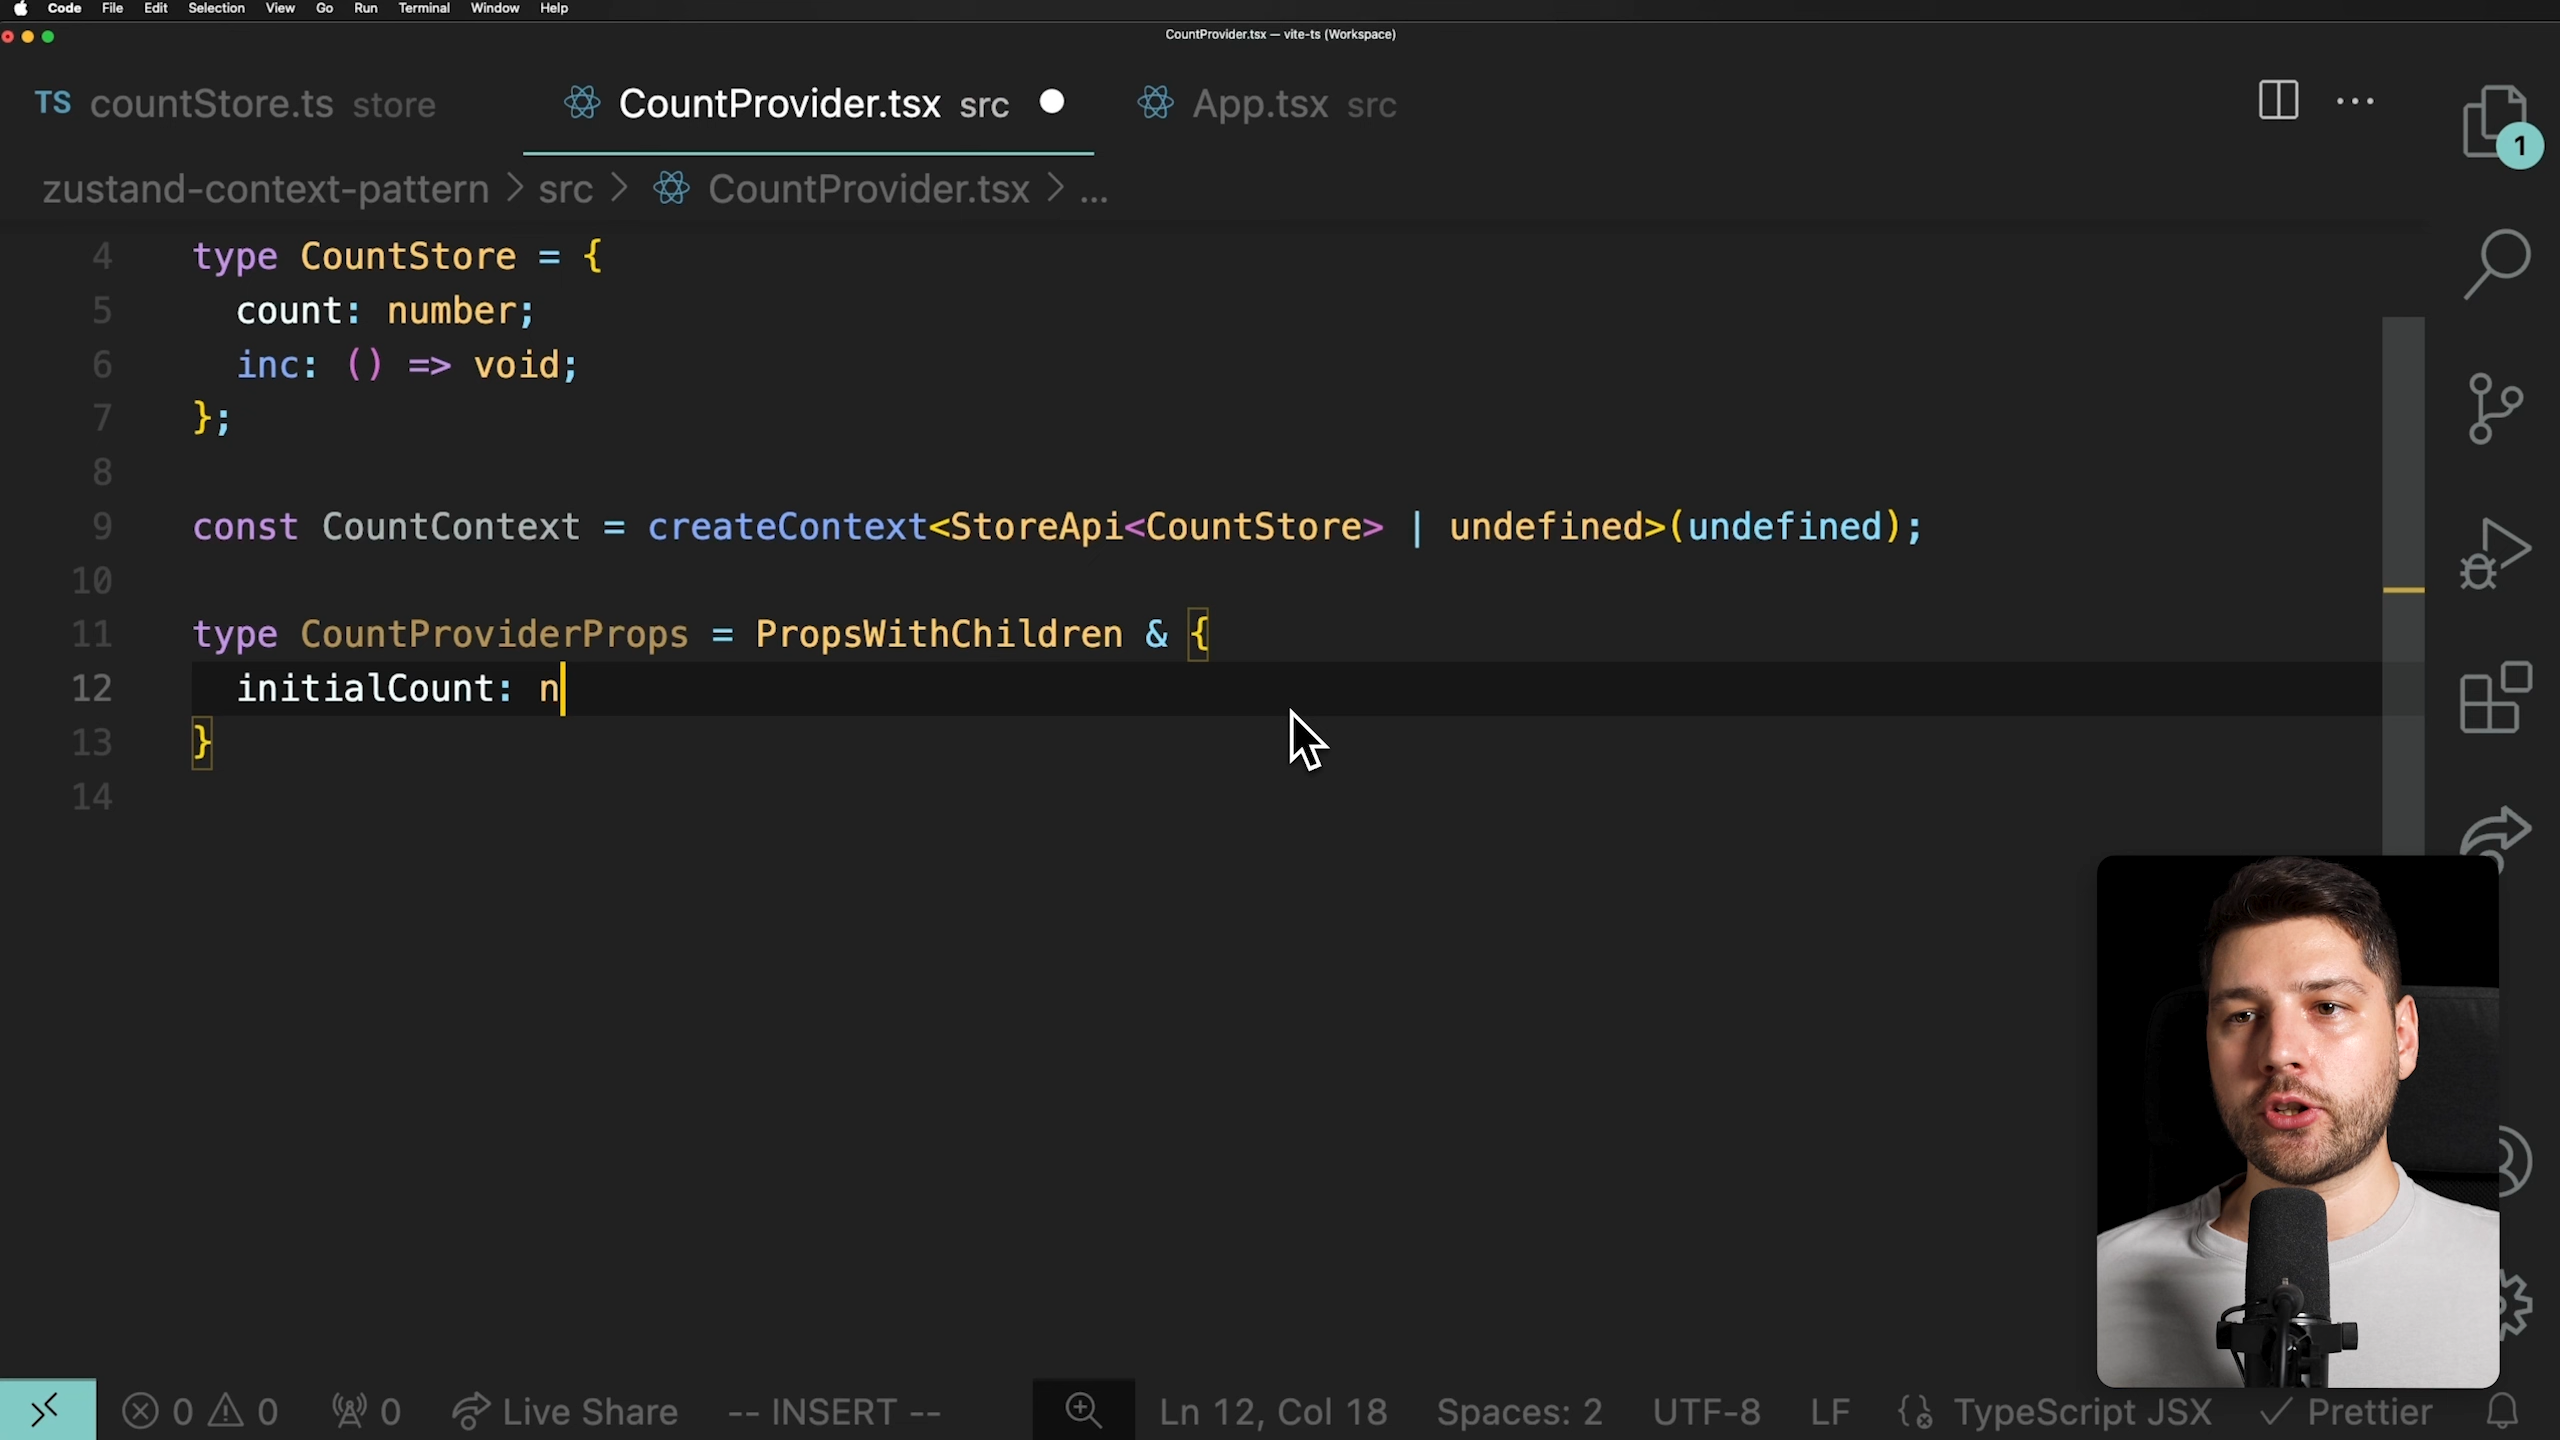 Code File Edit Selection View Go Run Terminal Window Help
CountProvider.tsx — vite-ts (Workspace)
TS countStore.ts store CountProvider.tsx src App.tsx src
1
zustand-context-pattern > src > CountProvider.tsx > ...
4 type CountStore = {
5 count: number;
6 inc: () => void;
7 };
8
9 const CountContext = createContext<StoreApi<CountStore> | undefined>(undefined);
10
11 type CountProviderProps = PropsWithChildren & {
12 initialCount: n
13 }
14
0 0 0 Live Share -- INSERT -- Ln 12, Col 18 Spaces: 2 UTF-8 LF TypeScript JSX Prettier